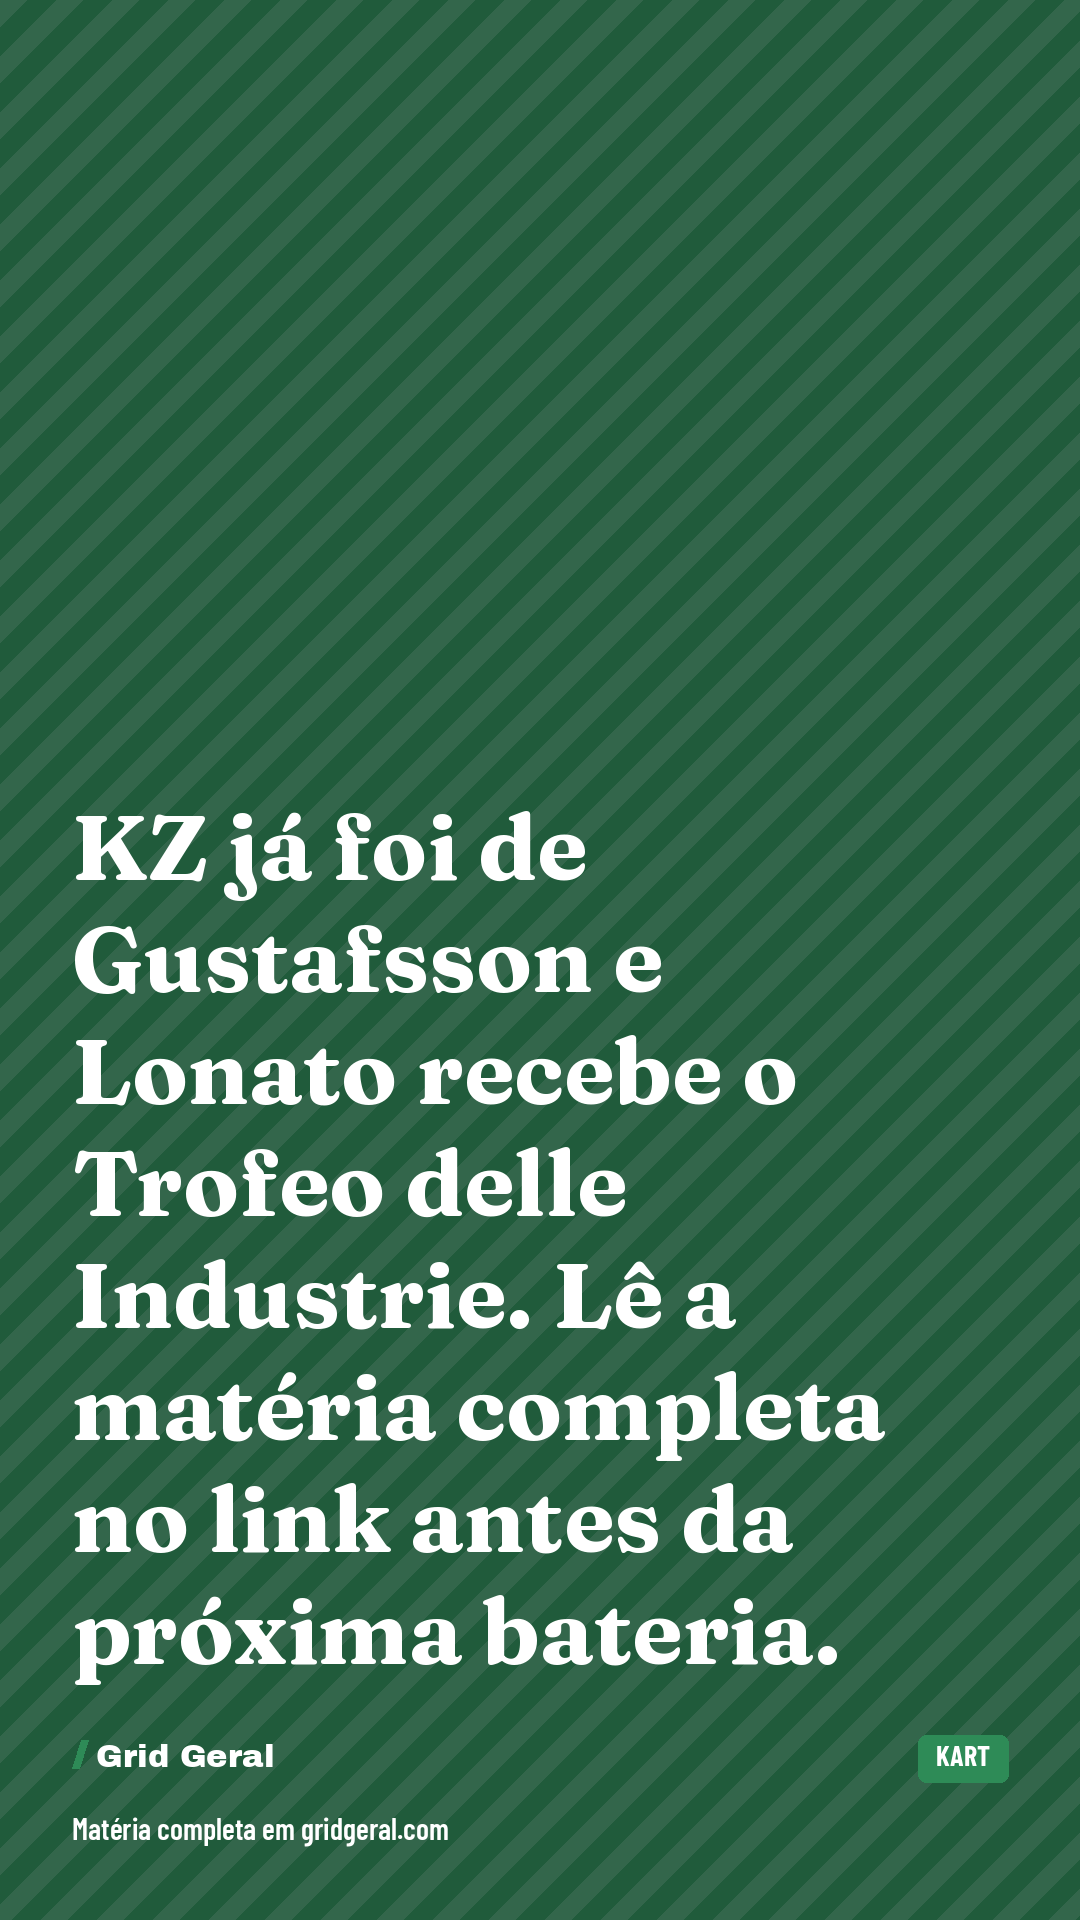 KZ já foi de
Gustafsson e
Lonato recebe o
Trofeo delle
Industrie. Lê a
matéria completa
no link antes da
próxima bateria.
/ Grid Geral
KART
Matéria completa em gridgeral.com